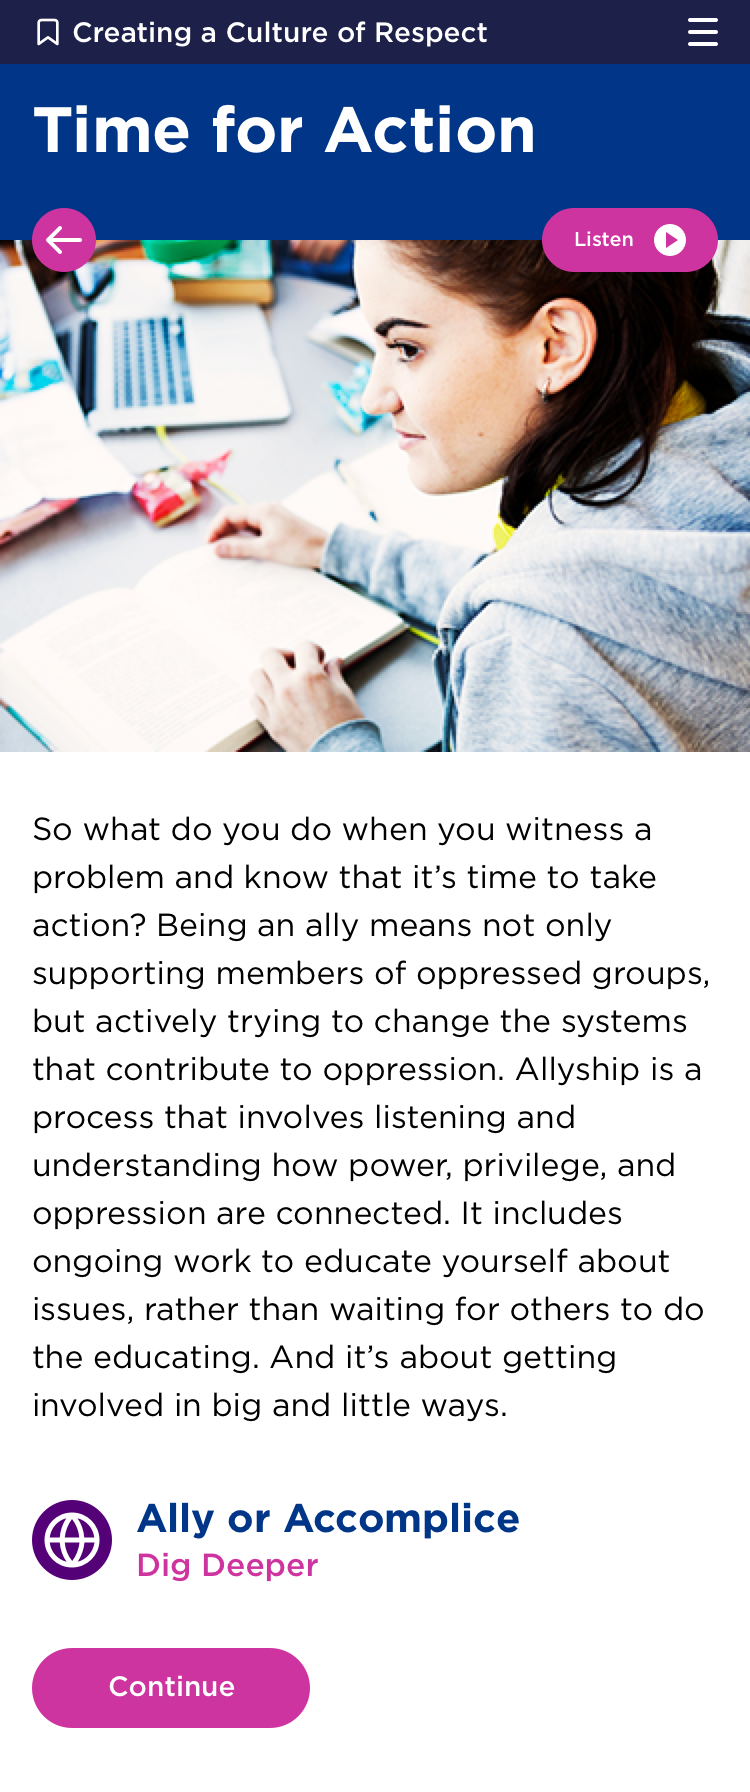 Creating a Culture of Respect
Time for Action
Listen
So what do you do when you witness a
problem and know that it’s time to take
action? Being an ally means not only
supporting members of oppressed groups,
but actively trying to change the systems
that contribute to oppression. Allyship is a
process that involves listening and
understanding how power, privilege, and
oppression are connected. It includes
ongoing work to educate yourself about
issues, rather than waiting for others to do
the educating. And it’s about getting
involved in big and little ways.
Ally or Accomplice
Dig Deeper
Continue